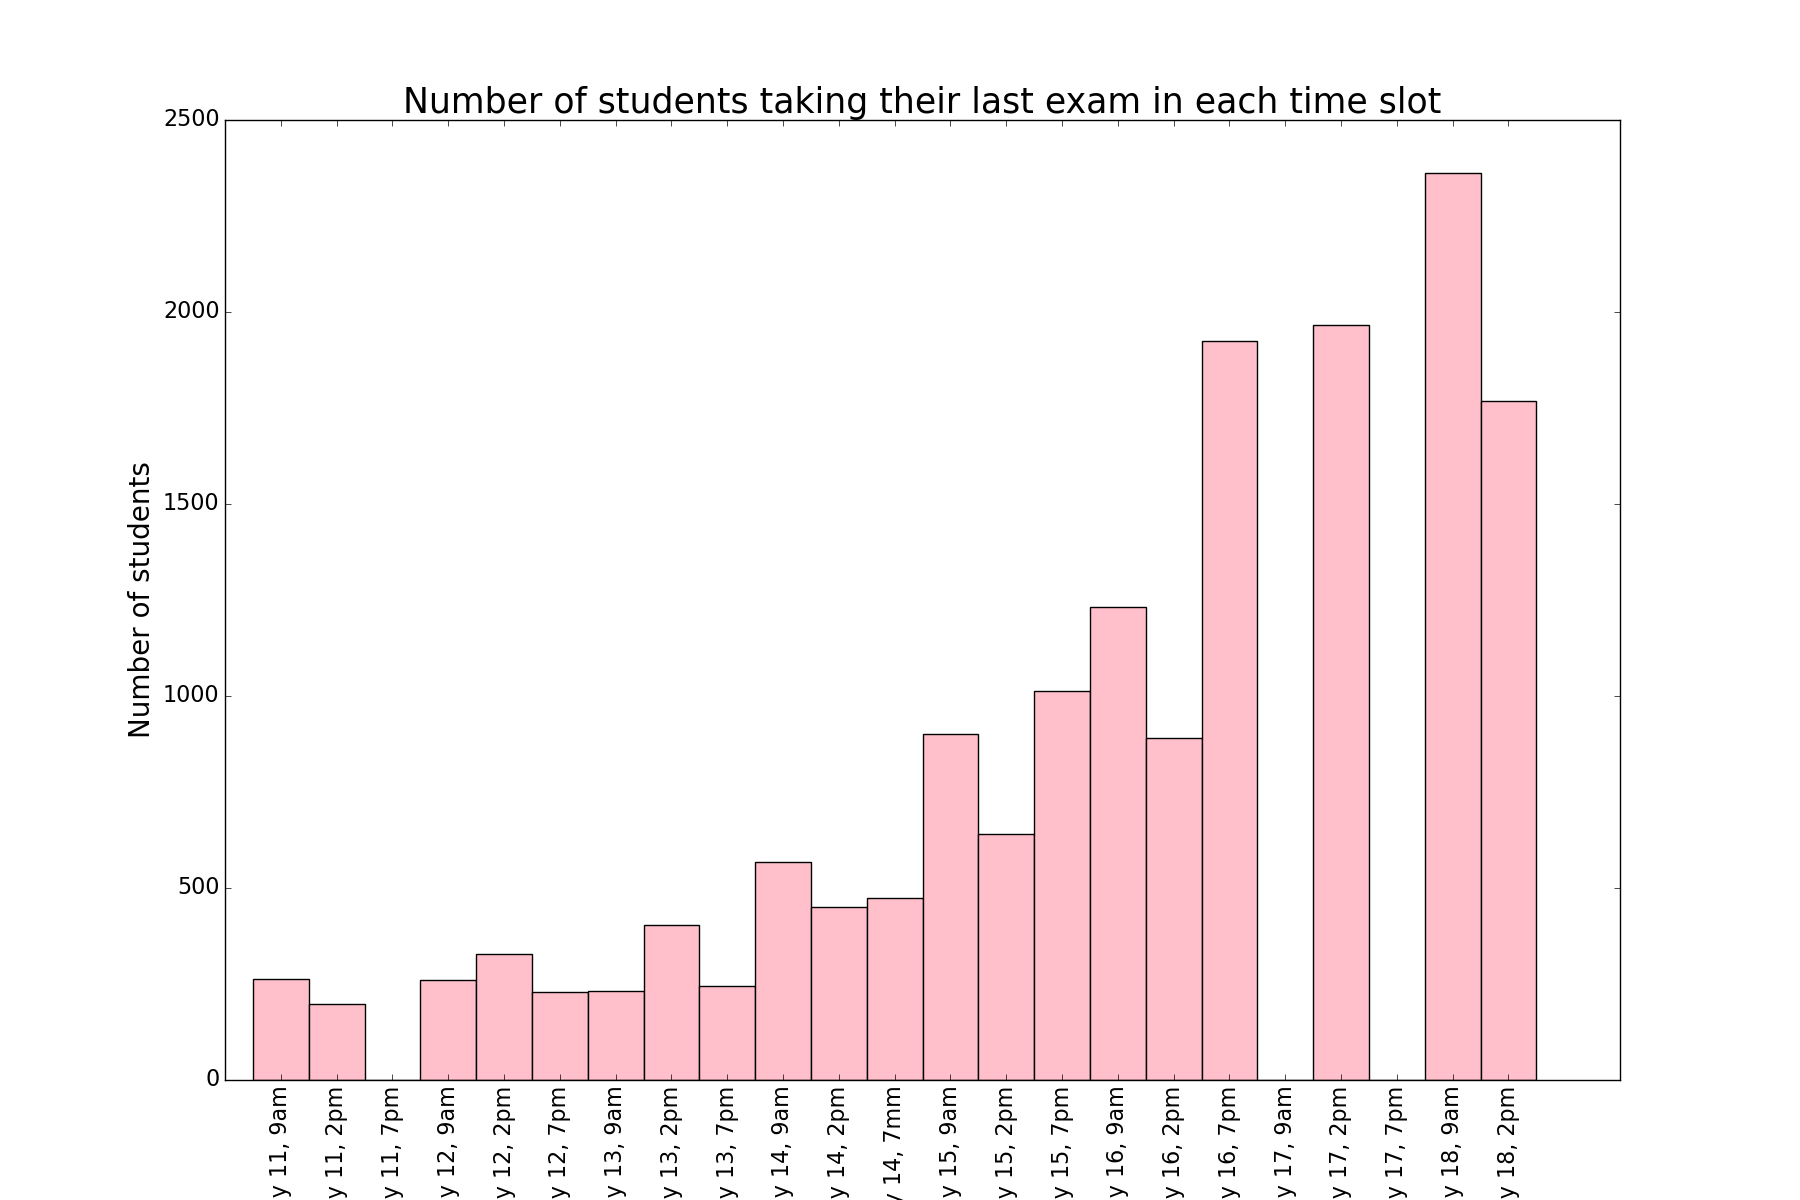 Number of students taking their last exam in each time slot
2500
2000
1500
1000
500
0
Number of students
y 11, 9am
y 11, 2pm
y 11, 7pm
y 12, 9am
y 12, 2pm
y 12, 7pm
y 13, 9am
y 13, 2pm
y 13, 7pm
y 14, 9am
y 14, 2pm
y 14, 7mm
y 15, 9am
y 15, 2pm
y 15, 7pm
y 16, 9am
y 16, 2pm
y 16, 7pm
y 17, 9am
y 17, 2pm
y 17, 7pm
y 18, 9am
y 18, 2pm